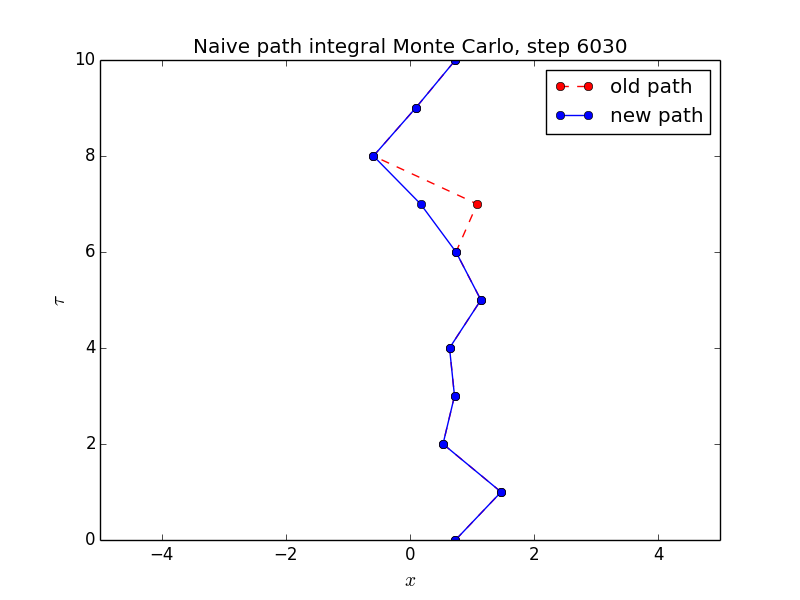 Naive path integral Monte Carlo, step 6030
old path
new path
10
8
6
4
2
0
τ
−4
−2
0
2
4
x